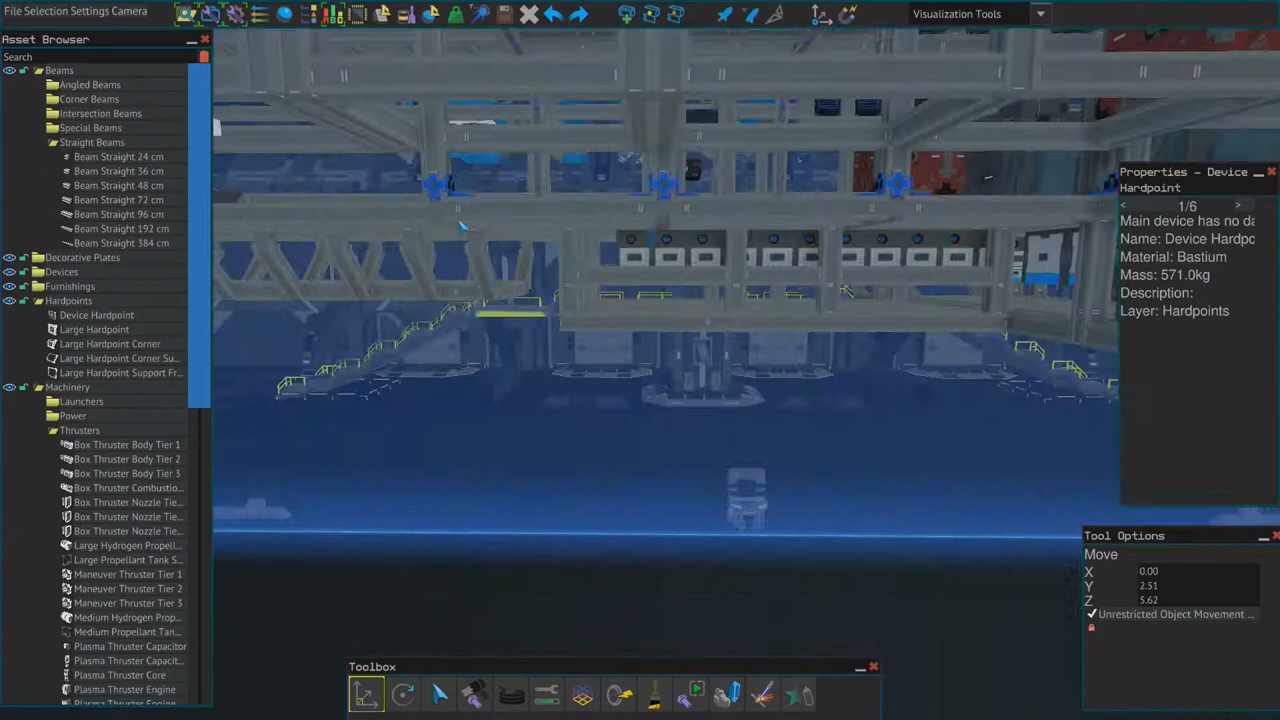 File Selection Settings Camera
Visualization Tools
Asset Browser
Search
Beams
Angled Beams
Corner Beams
Intersection Beams
Special Beams
Straight Beams
Beam Straight 24 cm
Beam Straight 36 cm
Beam Straight 48 cm
Beam Straight 72 cm
Beam Straight 96 cm
Beam Straight 192 cm
Beam Straight 384 cm
Decorative Plates
Devices
Furnishings
Hardpoints
Device Hardpoint
Large Hardpoint
Large Hardpoint Corner
Large Hardpoint Corner Su...
Large Hardpoint Support Fr...
Machinery
Launchers
Power
Thrusters
Box Thruster Body Tier 1
Box Thruster Body Tier 2
Box Thruster Body Tier 3
Box Thruster Combustio...
Box Thruster Nozzle Tie...
Box Thruster Nozzle Tie...
Box Thruster Nozzle Tie...
Large Hydrogen Propell...
Large Propellant Tank S...
Maneuver Thruster Tier 1
Maneuver Thruster Tier 2
Maneuver Thruster Tier 3
Medium Hydrogen Prop...
Medium Propellant Tan...
Plasma Thruster Capacitor
Plasma Thruster Capacit...
Plasma Thruster Core
Plasma Thruster Engine
Plasma Thruster Engine
Properties - Device
Hardpoint
< 1/6 >
Main device has no da
Name: Device Hardpo
Material: Bastium
Mass: 571.0kg
Description:
Layer: Hardpoints
Tool Options
Move
X 0.00
Y 2.51
Z 5.62
Unrestricted Object Movement ...
Toolbox